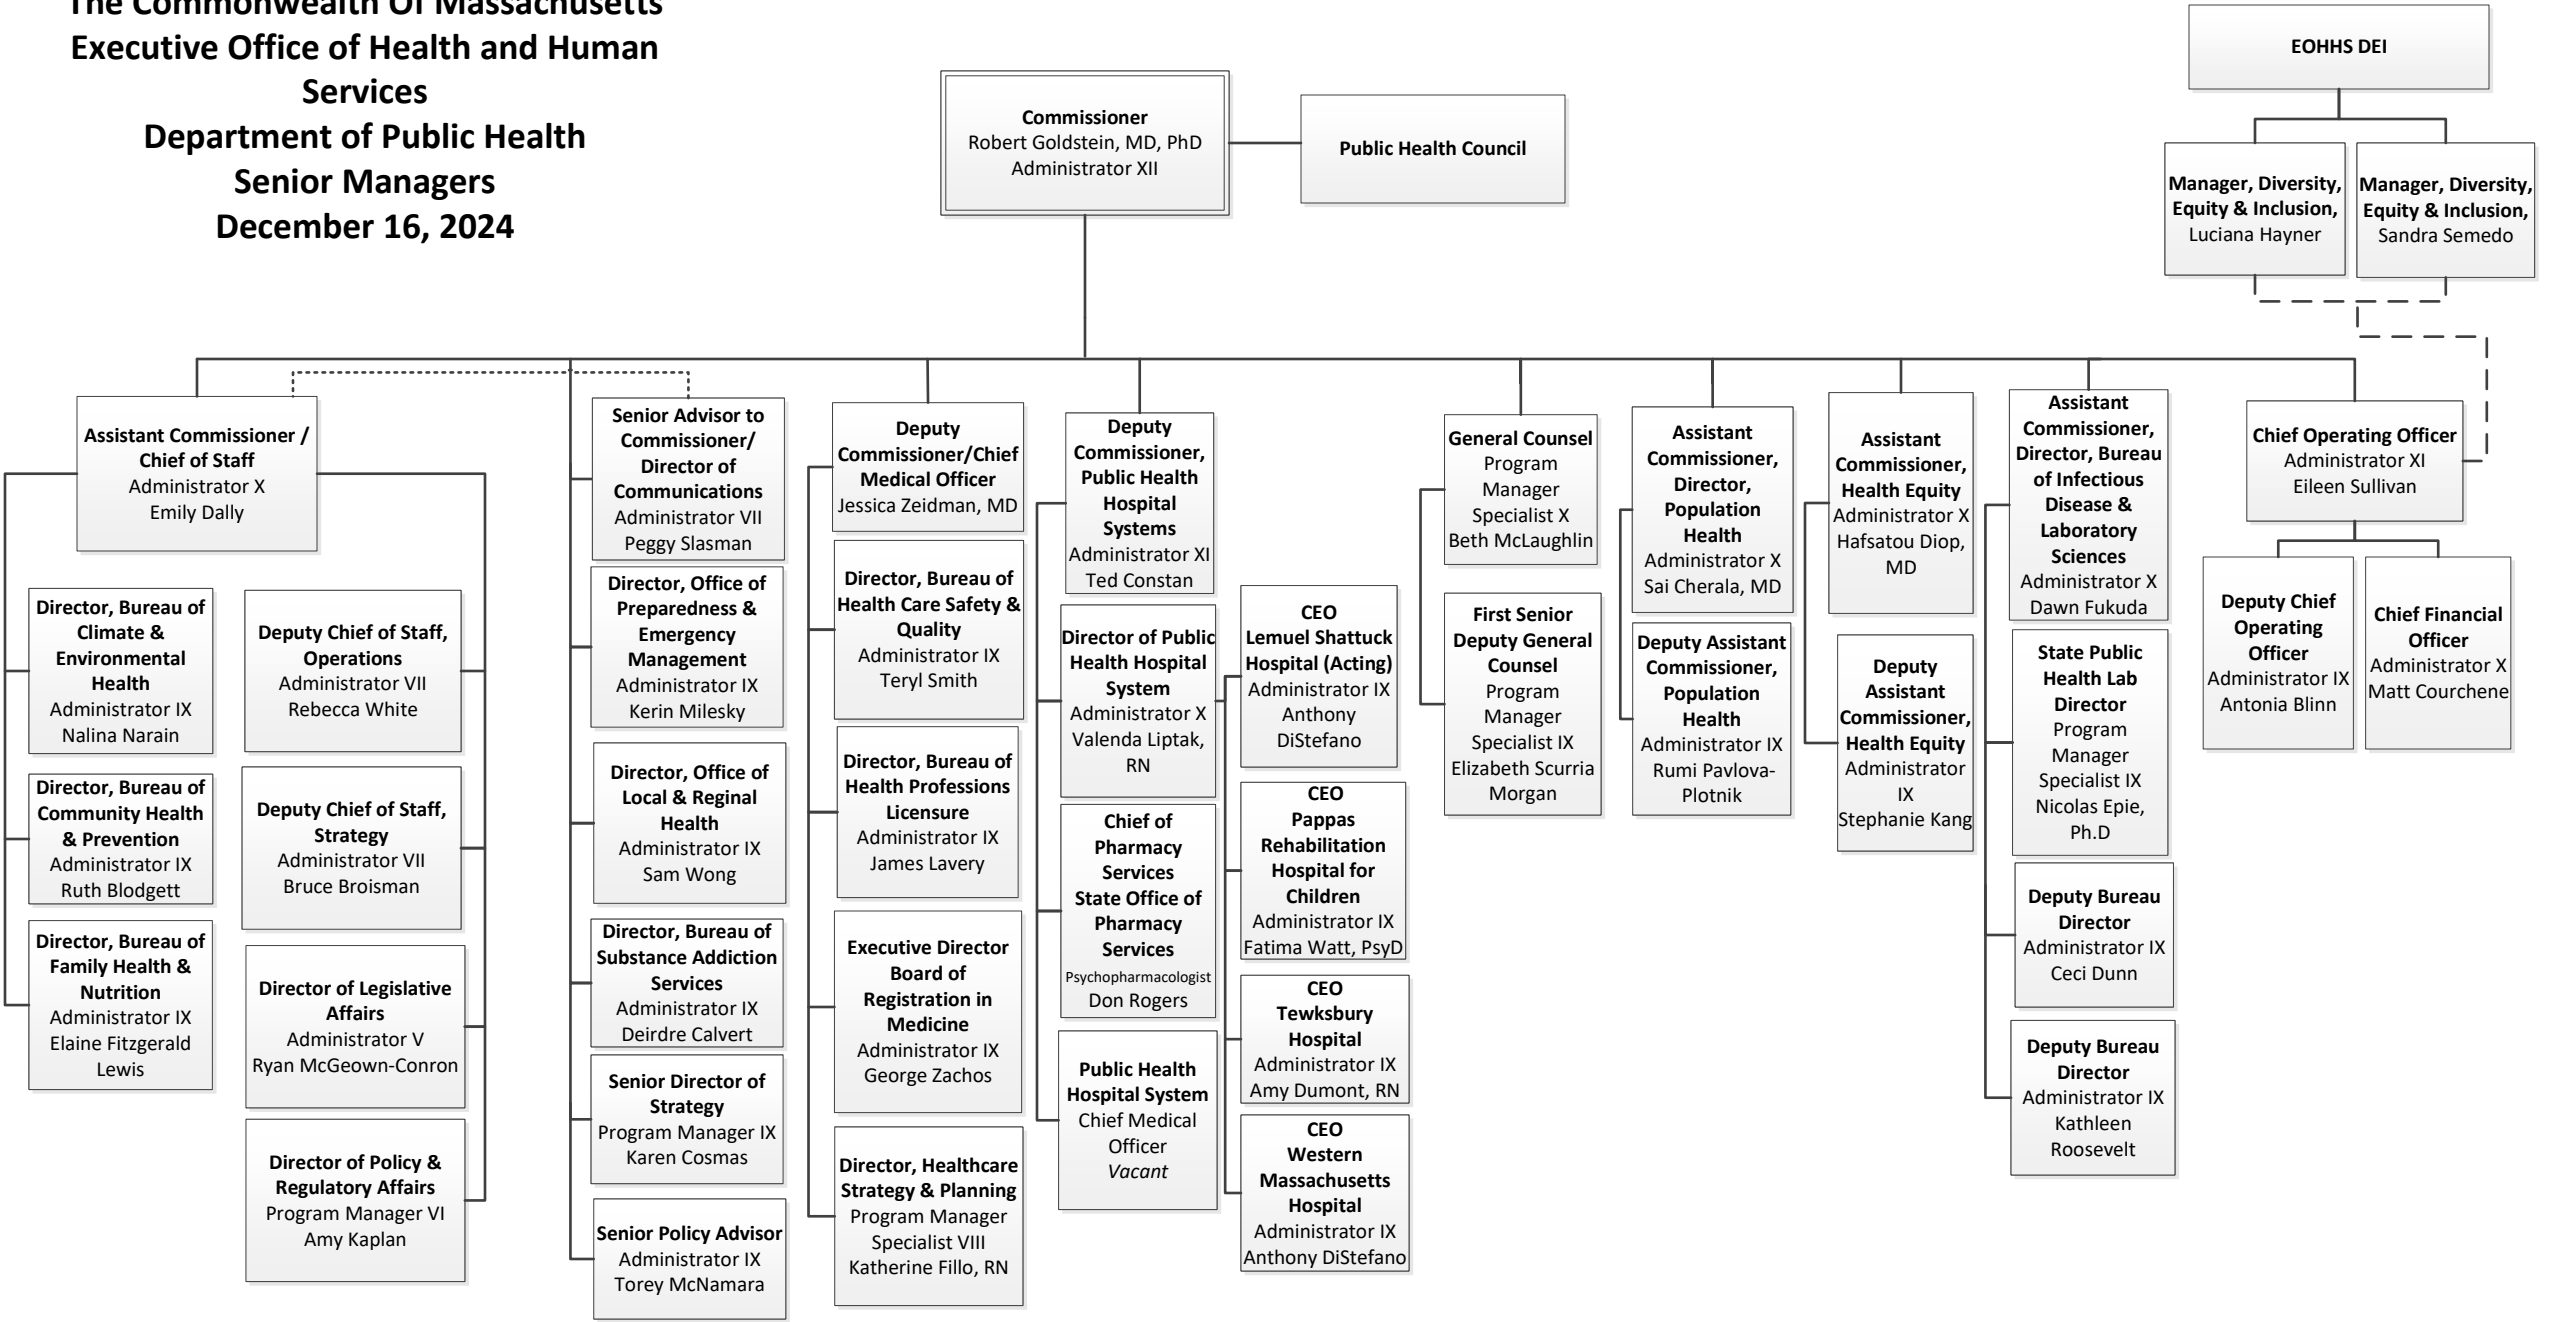 The Commonwealth Of Massachusetts
Executive Office of Health and Human
Services
Department of Public Health
Senior Managers
December 16, 2024
Commissioner
Robert Goldstein, MD, PhD
Administrator XII
Public Health Council
EOHHS DEI
Manager, Diversity,
Equity & Inclusion,
Luciana Hayner
Manager, Diversity,
Equity & Inclusion,
Sandra Semedo
Assistant Commissioner /
Chief of Staff
Administrator X
Emily Dally
Director, Bureau of
Climate &
Environmental
Health
Administrator IX
Nalina Narain
Director, Bureau of
Community Health
& Prevention
Administrator IX
Ruth Blodgett
Director, Bureau of
Family Health &
Nutrition
Administrator IX
Elaine Fitzgerald
Lewis
Deputy Chief of Staff,
Operations
Administrator VII
Rebecca White
Deputy Chief of Staff,
Strategy
Administrator VII
Bruce Broisman
Director of Legislative
Affairs
Administrator V
Ryan McGeown-Conron
Director of Policy &
Regulatory Affairs
Program Manager VI
Amy Kaplan
Senior Advisor to
Commissioner/
Director of
Communications
Administrator VII
Peggy Slasman
Director, Office of
Preparedness &
Emergency
Management
Administrator IX
Kerin Milesky
Director, Office of
Local & Reginal
Health
Administrator IX
Sam Wong
Director, Bureau of
Substance Addiction
Services
Administrator IX
Deirdre Calvert
Senior Director of
Strategy
Program Manager IX
Karen Cosmas
Senior Policy Advisor
Administrator IX
Torey McNamara
Deputy
Commissioner/Chief
Medical Officer
Jessica Zeidman, MD
Director, Bureau of
Health Care Safety &
Quality
Administrator IX
Teryl Smith
Director, Bureau of
Health Professions
Licensure
Administrator IX
James Lavery
Executive Director
Board of
Registration in
Medicine
Administrator IX
George Zachos
Director, Healthcare
Strategy & Planning
Program Manager
Specialist VIII
Katherine Fillo, RN
Deputy
Commissioner,
Public Health
Hospital
Systems
Administrator XI
Ted Constan
Director of Public
Health Hospital
System
Administrator X
Valenda Liptak,
RN
Chief of
Pharmacy
Services
State Office of
Pharmacy
Services
Psychopharmacologist
Don Rogers
Public Health
Hospital System
Chief Medical
Officer
Vacant
CEO
Lemuel Shattuck
Hospital (Acting)
Administrator IX
Anthony
DiStefano
CEO
Pappas
Rehabilitation
Hospital for
Children
Administrator IX
Fatima Watt, PsyD
CEO
Tewksbury
Hospital
Administrator IX
Amy Dumont, RN
CEO
Western
Massachusetts
Hospital
Administrator IX
Anthony DiStefano
General Counsel
Program
Manager
Specialist X
Beth McLaughlin
First Senior
Deputy General
Counsel
Program
Manager
Specialist IX
Elizabeth Scurria
Morgan
Assistant
Commissioner,
Director,
Population
Health
Administrator X
Sai Cherala, MD
Deputy Assistant
Commissioner,
Population
Health
Administrator IX
Rumi Pavlova-
Plotnik
Assistant
Commissioner,
Health Equity
Administrator X
Hafsatou Diop,
MD
Deputy
Assistant
Commissioner,
Health Equity
Administrator
IX
Stephanie Kang
Assistant
Commissioner,
Director, Bureau
of Infectious
Disease &
Laboratory
Sciences
Administrator X
Dawn Fukuda
State Public
Health Lab
Director
Program
Manager
Specialist IX
Nicolas Epie,
Ph.D
Deputy Bureau
Director
Administrator IX
Ceci Dunn
Deputy Bureau
Director
Administrator IX
Kathleen
Roosevelt
Chief Operating Officer
Administrator XI
Eileen Sullivan
Deputy Chief
Operating
Officer
Administrator IX
Antonia Blinn
Chief Financial
Officer
Administrator X
Matt Courchene